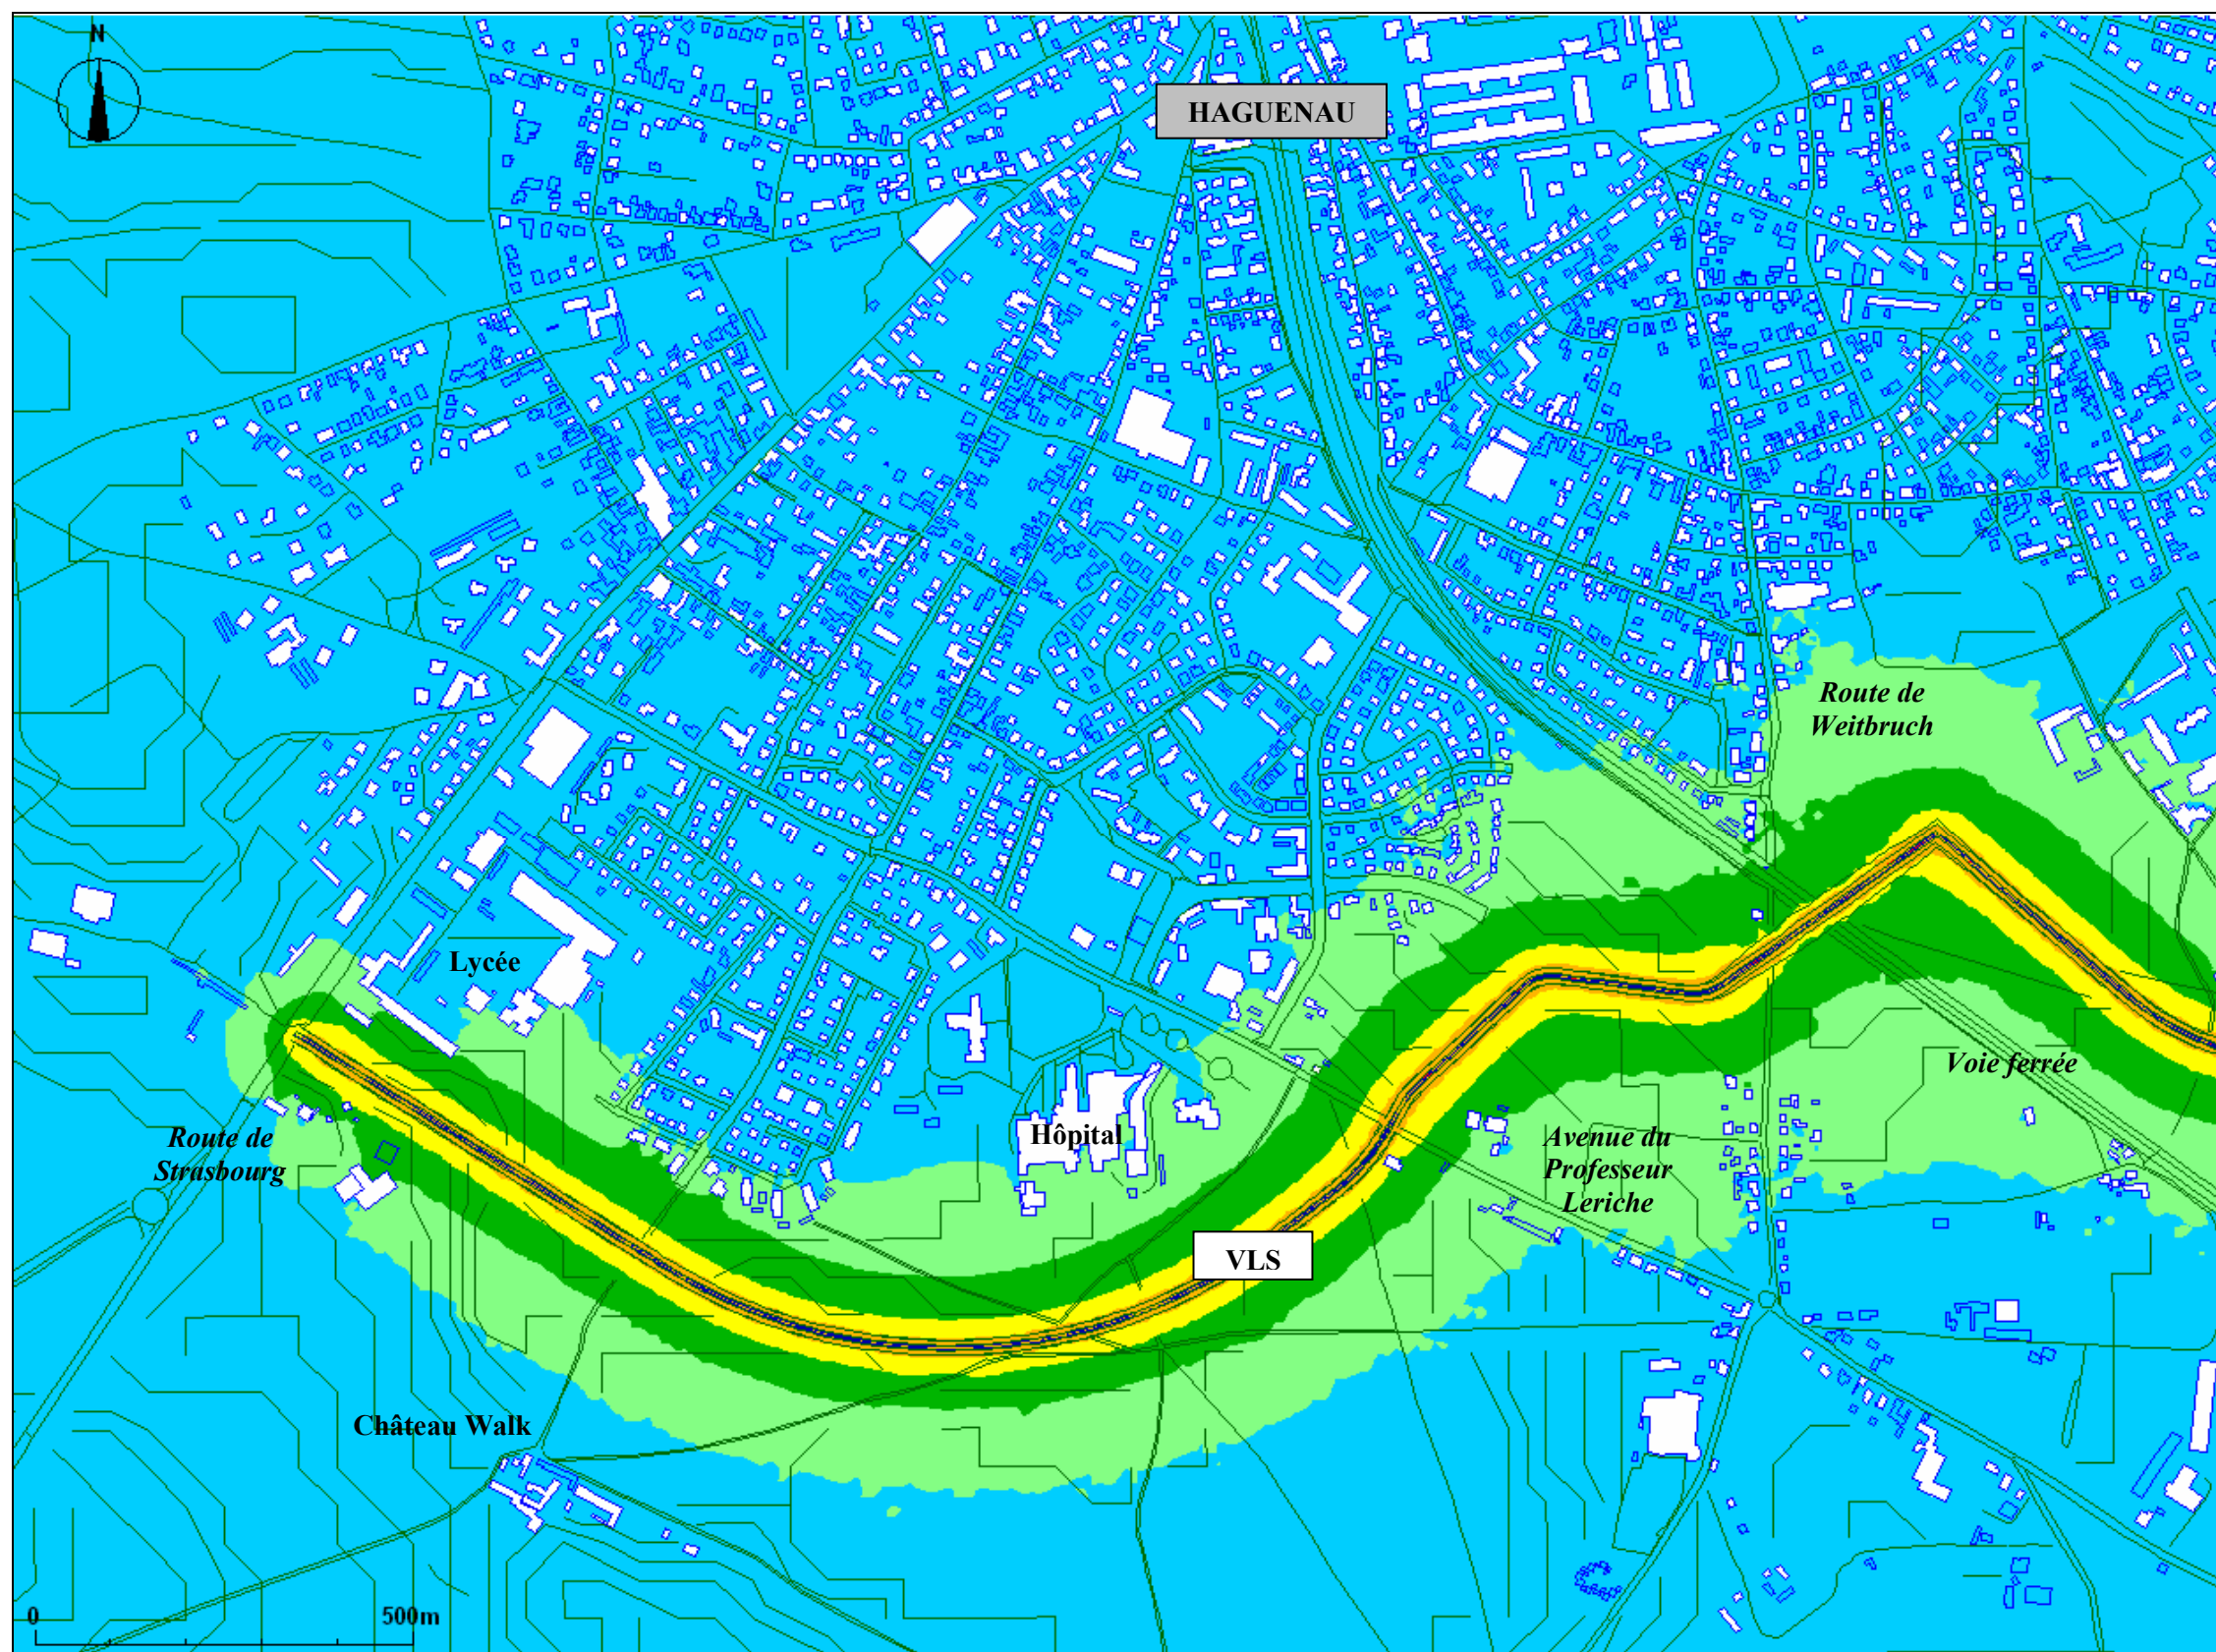 N
HAGUENAU
Route de
Weitbruch
Lycée
Voie ferrée
Route de
Strasbourg
Hôpital
Avenue du
Professeur
Leriche
VLS
Château Walk
0 500m